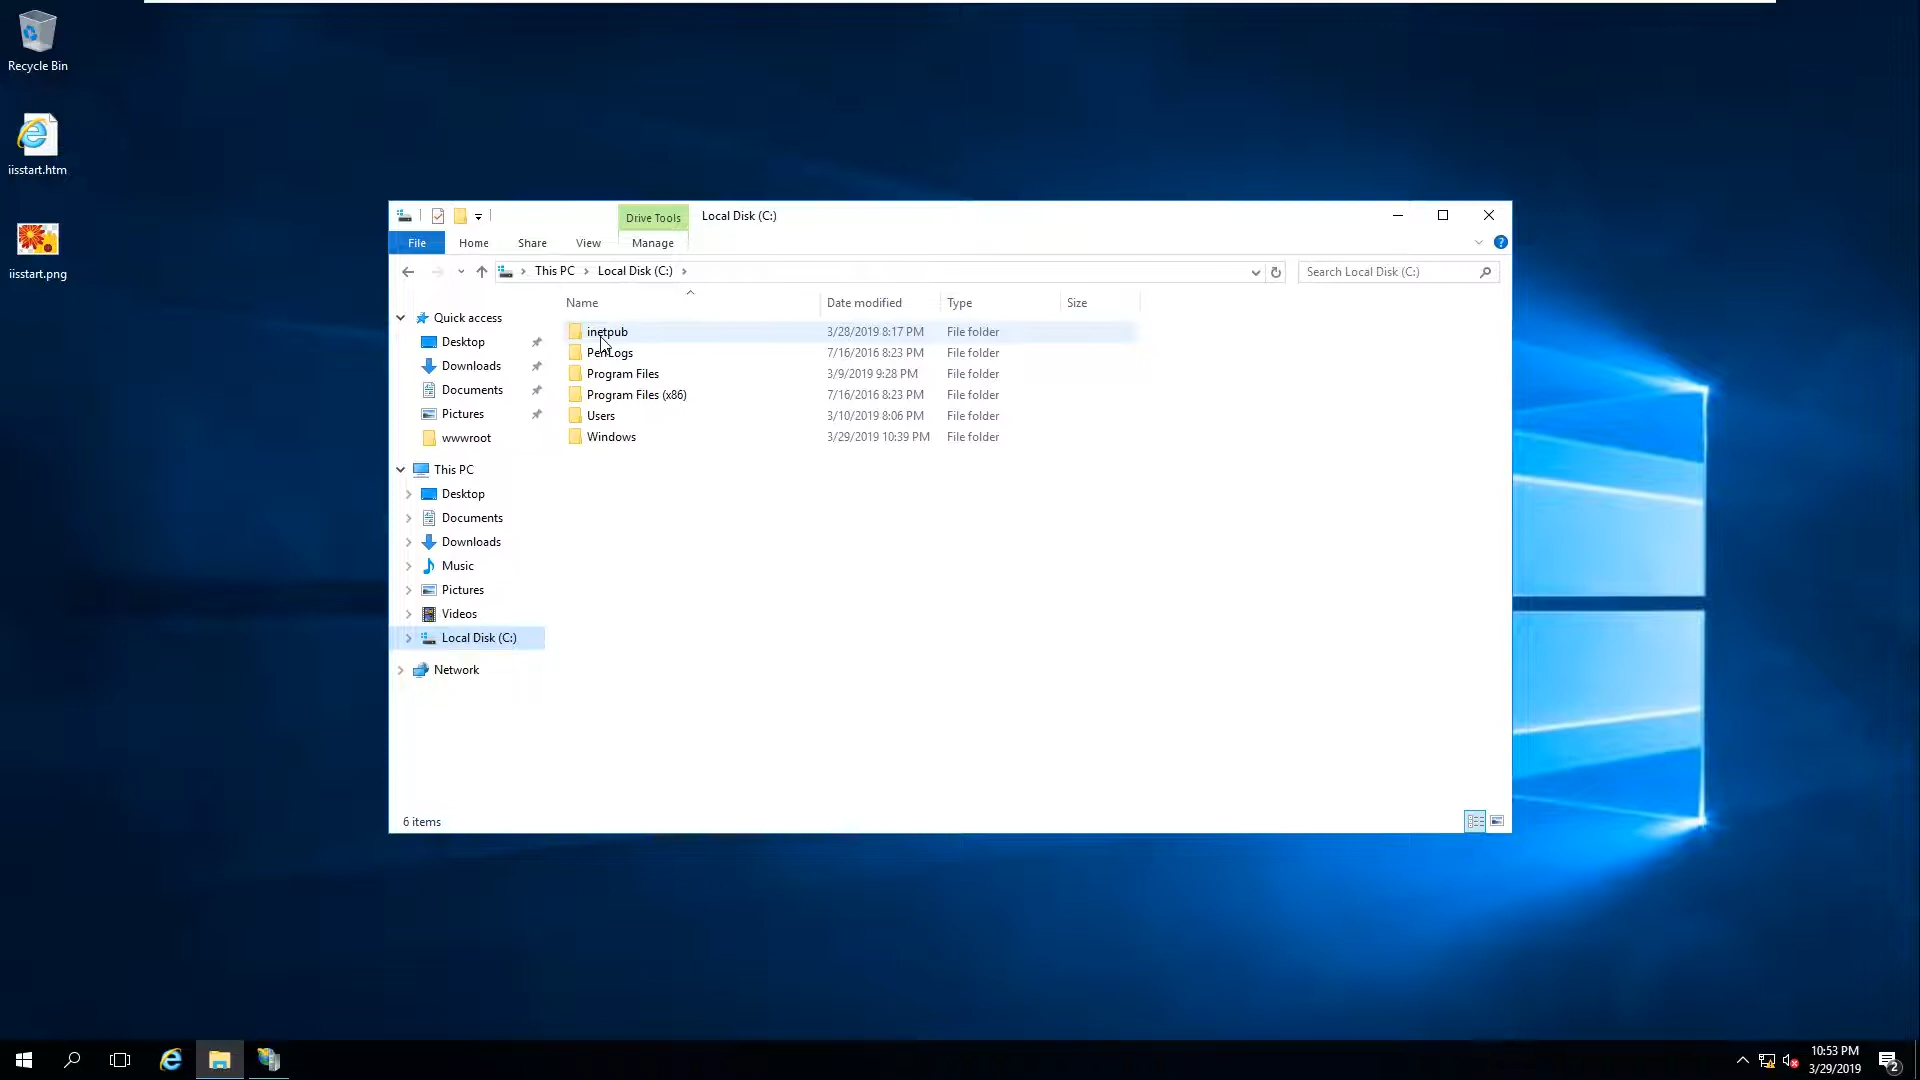 Recycle Bin
iisstart.htm
iisstart.png
Drive Tools
Local Disk (C:)
File
Home
Share
View
Manage
This PC
Local Disk (C:)
Search Local Disk (C:)
Name
Date modified
Type
Size
Quick access
Desktop
Downloads
Documents
Pictures
wwwroot
This PC
Desktop
Documents
Downloads
Music
Pictures
Videos
Local Disk (C:)
Network
inetpub 3/28/2019 8:17 PM File folder
PerfLogs 7/16/2016 8:23 PM File folder
Program Files 3/9/2019 9:28 PM File folder
Program Files (x86) 7/16/2016 8:23 PM File folder
Users 3/10/2019 8:06 PM File folder
Windows 3/29/2019 10:39 PM File folder
6 items
10:53 PM
3/29/2019
2